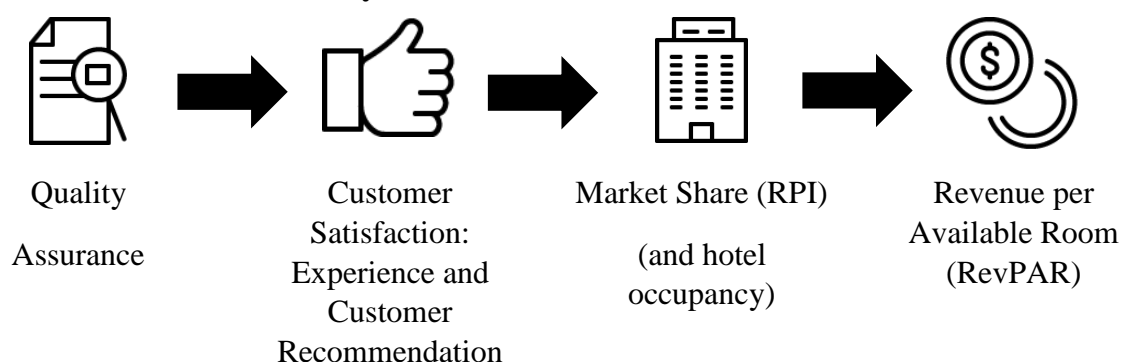 $
Quality
Assurance
Customer
Satisfaction:
Experience and
Customer
Recommendation
Market Share (RPI)
(and hotel
occupancy)
Revenue per
Available Room
(RevPAR)